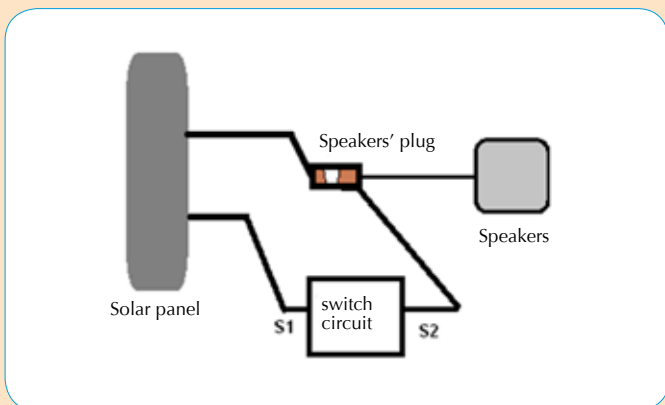 Speakers' plug
Speakers
Solar panel
switch
circuit
S1
S2